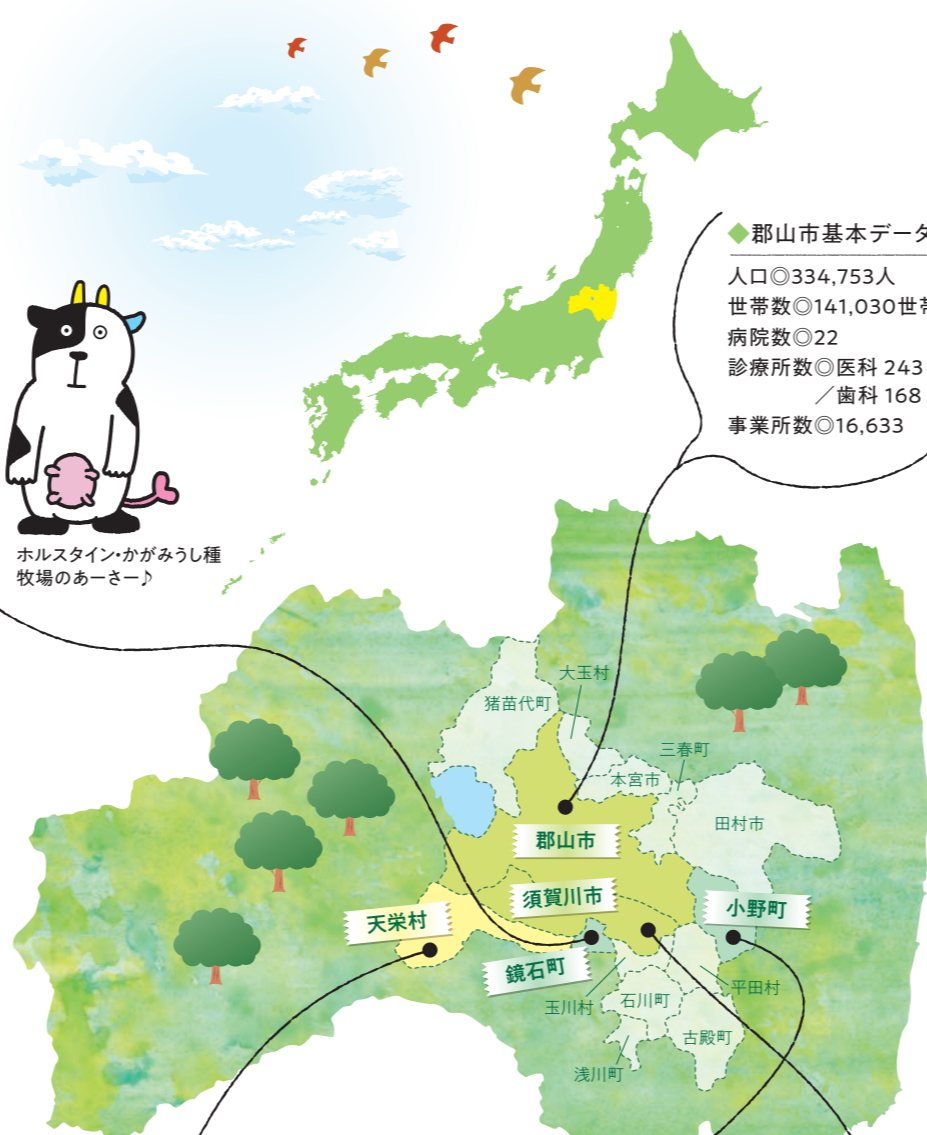 ◆郡山市基本データ
人口◎334,753人
世帯数◎141,030世帯
病院数◎22
診療所数◎医科 243
／歯科 168
事業所数◎16,633
ホルスタイン・かがみうし種
牧場のあーさー♪
大玉村
猪苗代町
三春町
本宮市
田村市
郡山市
須賀川市
小野町
天栄村
鏡石町
平田村
玉川村
石川町
古殿町
浅川町